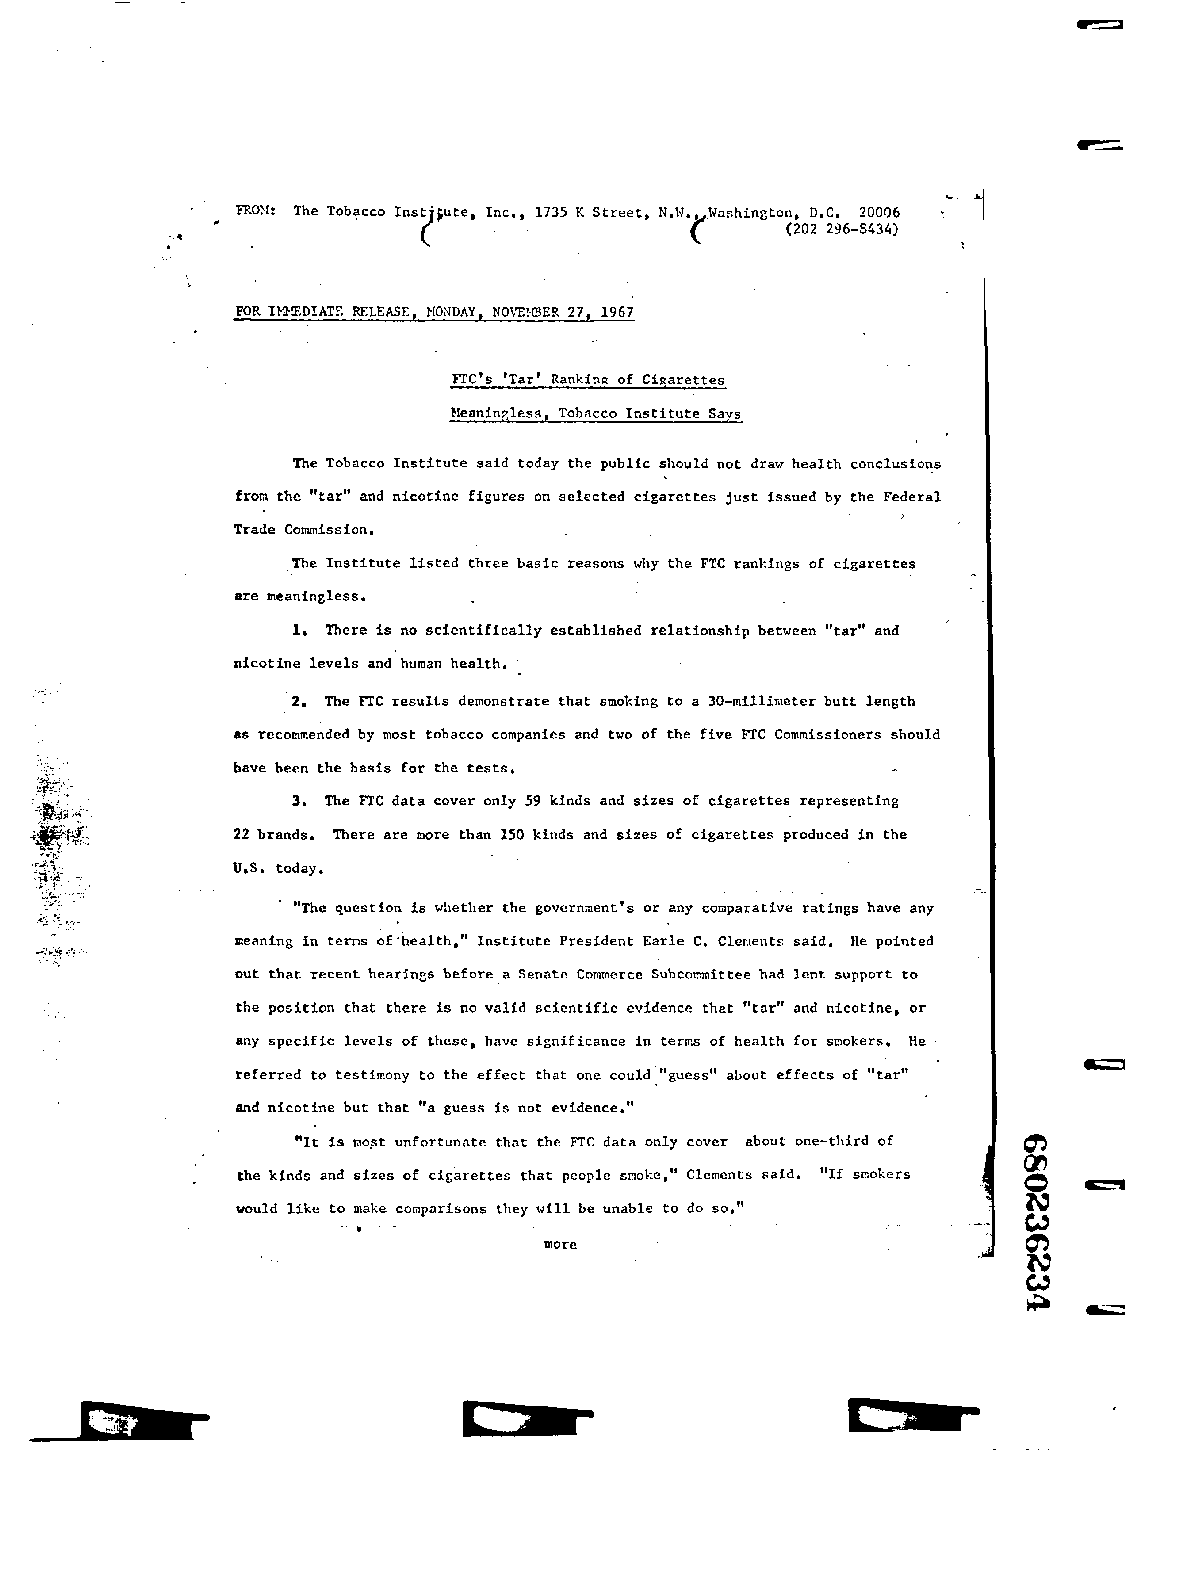 FROM: The Tobacco Institute, Inc., 1735 K Street, N.W., Washington, D.C. 20006
(202 296-8434)
FOR IMMEDIATE RELEASE, MONDAY, NOVEMBER 27, 1967
FTC's 'Tar' Ranking of Cigarettes
Meaningless, Tobacco Institute Says
The Tobacco Institute said today the public should not draw health conclusions
from the "tar" and nicotine figures on selected cigarettes just issued by the Federal
Trade Commission.
The Institute listed three basic reasons why the FTC rankings of cigarettes
are meaningless.
1. There is no scientifically established relationship between "tar" and
nicotine levels and human health.
2. The FTC results demonstrate that smoking to a 30-millimeter butt length
as recommended by most tobacco companies and two of the five FTC Commissioners should
have been the basis for the tests.
3. The FTC data cover only 59 kinds and sizes of cigarettes representing
22 brands. There are more than 150 kinds and sizes of cigarettes produced in the
U.S. today.
"The question is whether the government's or any comparative ratings have any
meaning in terms of health," Institute President Earle C. Clements said. He pointed
out that recent hearings before a Senate Commerce Subcommittee had lent support to
the position that there is no valid scientific evidence that "tar" and nicotine, or
any specific levels of these, have significance in terms of health for smokers. He
referred to testimony to the effect that one could "guess" about effects of "tar"
and nicotine but that "a guess is not evidence."
"It is most unfortunate that the FTC data only cover about one-third of
the kinds and sizes of cigarettes that people smoke," Clements said. "If smokers
would like to make comparisons they will be unable to do so."
more
680236234